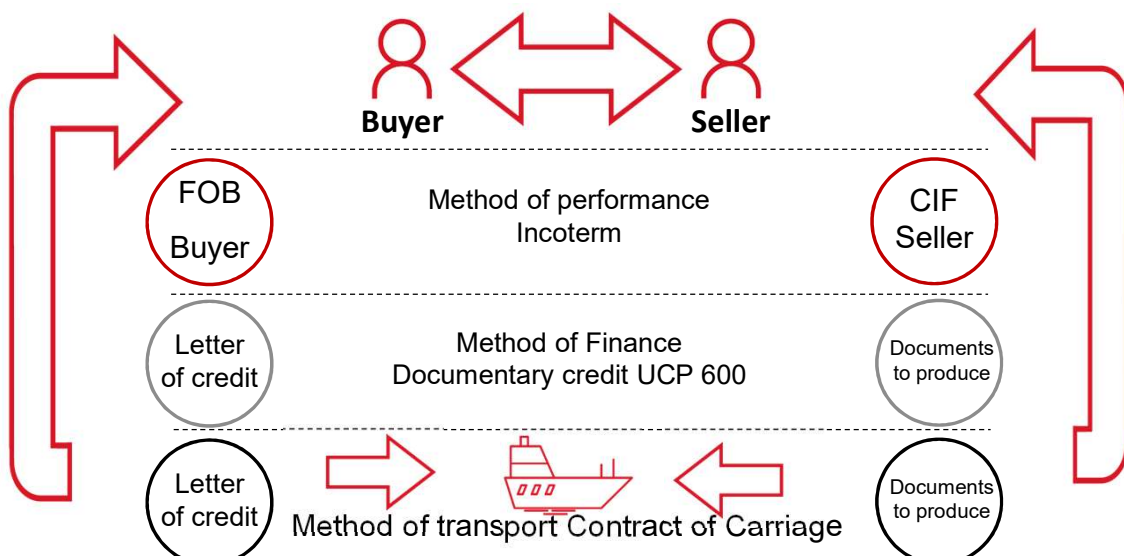 Buyer
Seller
FOB
Buyer
Method of performance
Incoterm
CIF
Seller
Letter
of credit
Method of Finance
Documentary credit UCP 600
Documents
to produce
Letter
of credit
Method of transport Contract of Carriage
Documents
to produce